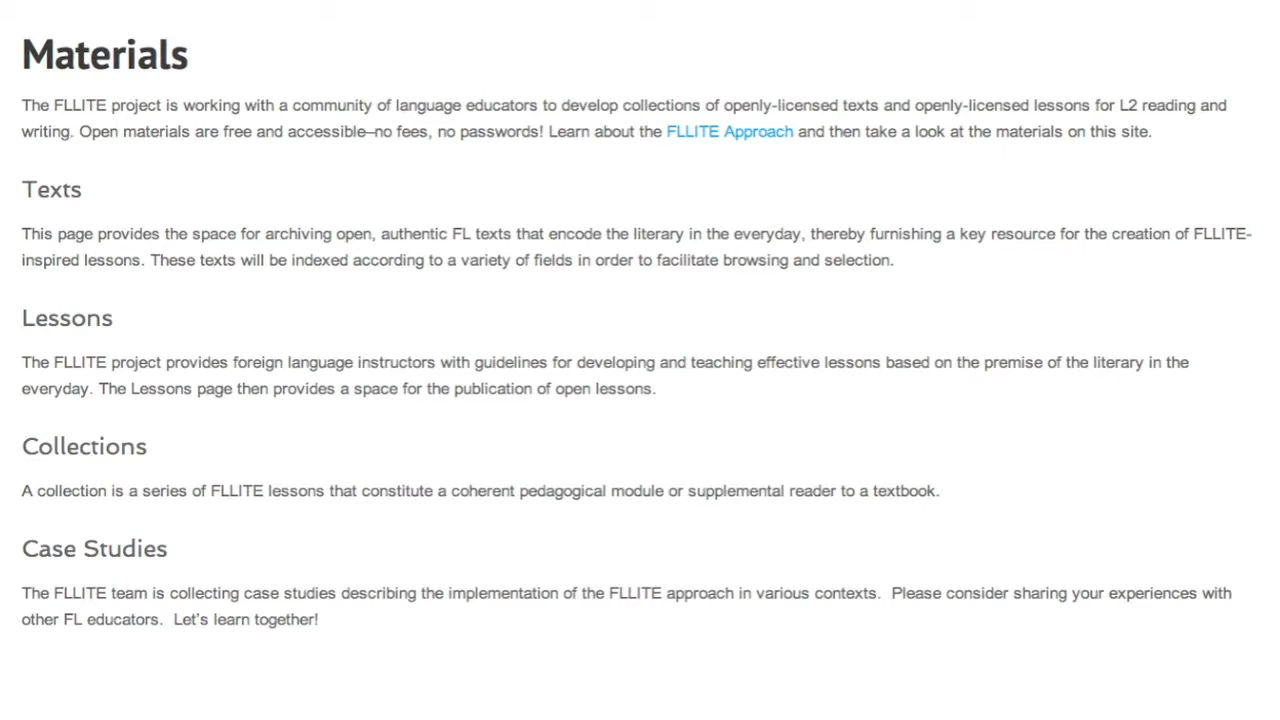 Materials
The FLLITE project is working with a community of language educators to develop collections of openly-licensed texts and openly-licensed lessons for L2 reading and
writing. Open materials are free and accessible–no fees, no passwords! Learn about the FLLITE Approach and then take a look at the materials on this site.
Texts
This page provides the space for archiving open, authentic FL texts that encode the literary in the everyday, thereby furnishing a key resource for the creation of FLLITE-
inspired lessons. These texts will be indexed according to a variety of fields in order to facilitate browsing and selection.
Lessons
The FLLITE project provides foreign language instructors with guidelines for developing and teaching effective lessons based on the premise of the literary in the
everyday. The Lessons page then provides a space for the publication of open lessons.
Collections
A collection is a series of FLLITE lessons that constitute a coherent pedagogical module or supplemental reader to a textbook.
Case Studies
The FLLITE team is collecting case studies describing the implementation of the FLLITE approach in various contexts.  Please consider sharing your experiences with
other FL educators.  Let's learn together!